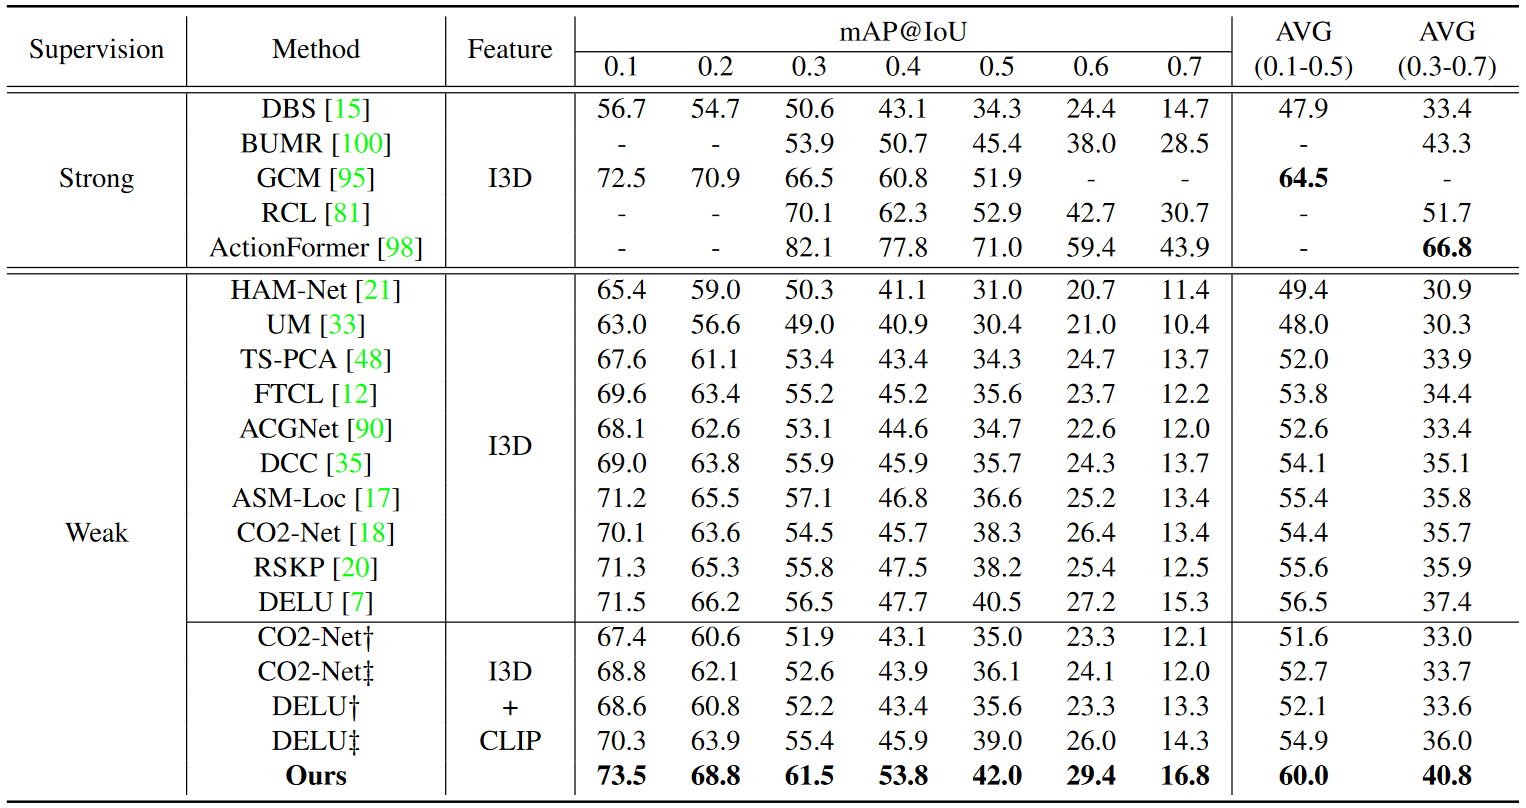 Supervision Method Feature mAP@IoU AVG AVG
0.1 0.2 0.3 0.4 0.5 0.6 0.7 (0.1-0.5) (0.3-0.7)
DBS [15] 56.7 54.7 50.6 43.1 34.3 24.4 14.7 47.9 33.4
BUMR [100] - - 53.9 50.7 45.4 38.0 28.5 - 43.3
Strong GCM [95] I3D 72.5 70.9 66.5 60.8 51.9 - - 64.5 -
RCL [81] - - 70.1 62.3 52.9 42.7 30.7 - 51.7
ActionFormer [98] - - 82.1 77.8 71.0 59.4 43.9 - 66.8
HAM-Net [21] 65.4 59.0 50.3 41.1 31.0 20.7 11.4 49.4 30.9
UM [33] 63.0 56.6 49.0 40.9 30.4 21.0 10.4 48.0 30.3
TS-PCA [48] 67.6 61.1 53.4 43.4 34.3 24.7 13.7 52.0 33.9
FTCL [12] 69.6 63.4 55.2 45.2 35.6 23.7 12.2 53.8 34.4
ACGNet [90] I3D 68.1 62.6 53.1 44.6 34.7 22.6 12.0 52.6 33.4
DCC [35] 69.0 63.8 55.9 45.9 35.7 24.3 13.7 54.1 35.1
ASM-Loc [17] 71.2 65.5 57.1 46.8 36.6 25.2 13.4 55.4 35.8
Weak CO2-Net [18] 70.1 63.6 54.5 45.7 38.3 26.4 13.4 54.4 35.7
RSKP [20] 71.3 65.3 55.8 47.5 38.2 25.4 12.5 55.6 35.9
DELU [7] 71.5 66.2 56.5 47.7 40.5 27.2 15.3 56.5 37.4
CO2-Net† 67.4 60.6 51.9 43.1 35.0 23.3 12.1 51.6 33.0
CO2-Net‡ I3D 68.8 62.1 52.6 43.9 36.1 24.1 12.0 52.7 33.7
DELU† + 68.6 60.8 52.2 43.4 35.6 23.3 13.3 52.1 33.6
DELU‡ CLIP 70.3 63.9 55.4 45.9 39.0 26.0 14.3 54.9 36.0
Ours 73.5 68.8 61.5 53.8 42.0 29.4 16.8 60.0 40.8